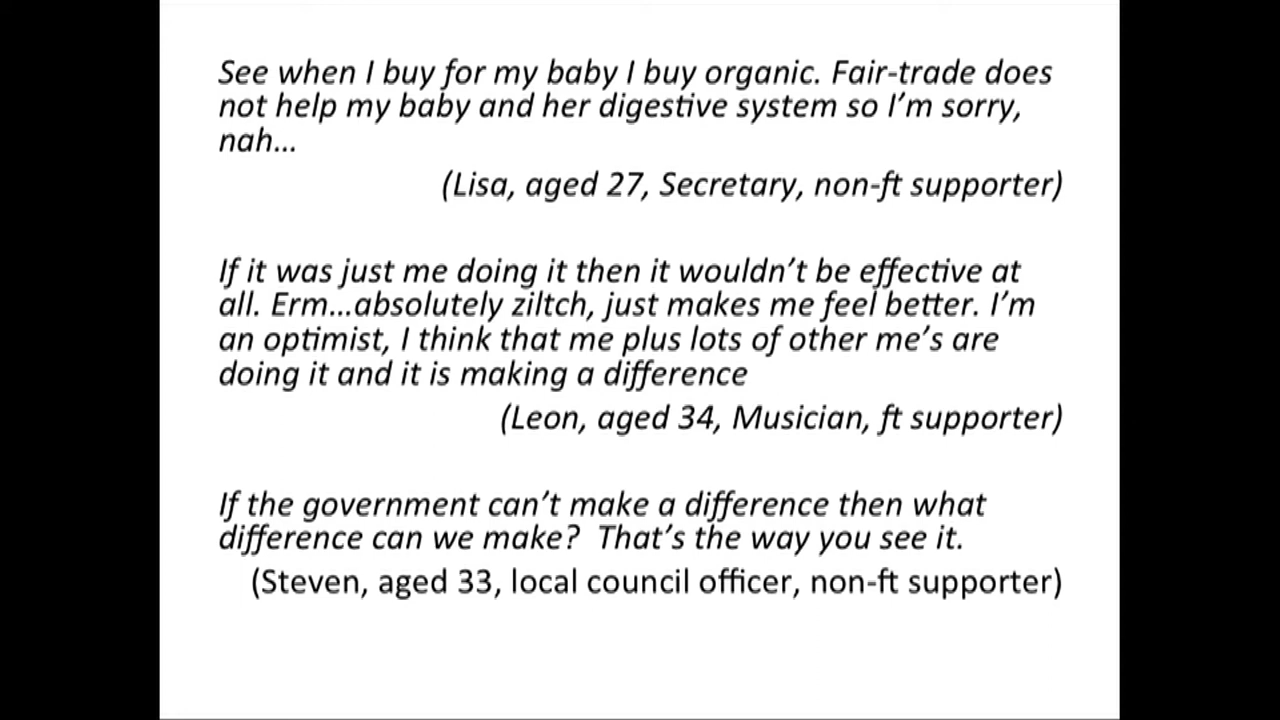 See when I buy for my baby I buy organic. Fair-trade does
not help my baby and her digestive system so I’m sorry,
nah…
(Lisa, aged 27, Secretary, non-ft supporter)
If it was just me doing it then it wouldn’t be effective at
all. Erm…absolutely ziltch, just makes me feel better. I’m
an optimist, I think that me plus lots of other me’s are
doing it and it is making a difference
(Leon, aged 34, Musician, ft supporter)
If the government can’t make a difference then what
difference can we make?  That’s the way you see it.
(Steven, aged 33, local council officer, non-ft supporter)